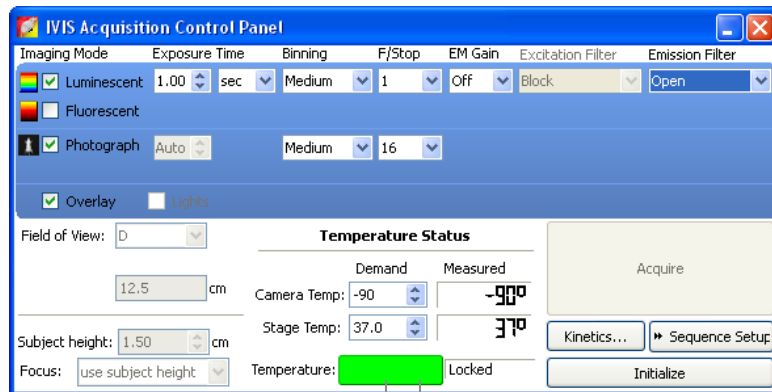 IVIS Acquisition Control Panel
Imaging Mode Exposure Time Binning F/Stop EM Gain Excitation Filter Emission Filter
Luminescent 1.00 sec Medium 1 Off Block Open
Fluorescent
Photograph Auto Medium 16
Overlay Lights
Field of View: D
12.5 cm
Subject height: 1.50 cm
Focus: use subject height
Temperature Status
Demand Measured
Camera Temp: -90 -90º
Stage Temp: 37.0 37º
Temperature: Locked
Acquire
Kinetics... Sequence Setup
Initialize